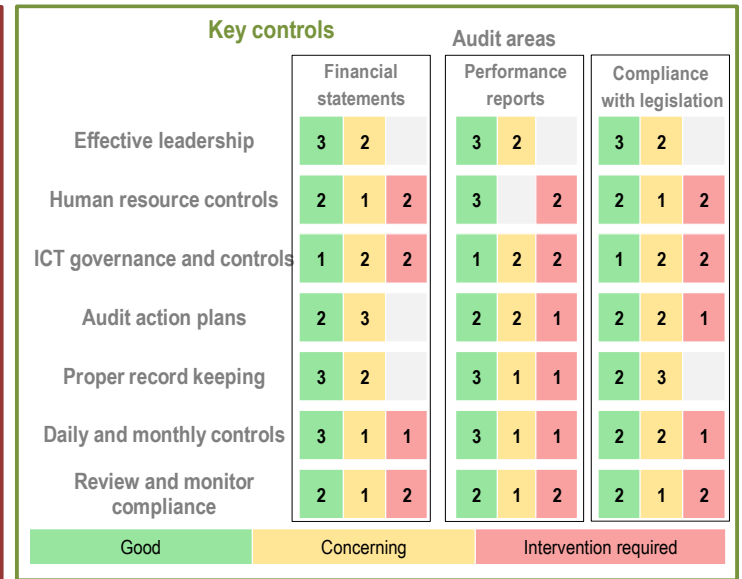 Key controls
Audit areas
Financial statements
Performance reports
Compliance with legislation
Effective leadership 3 2 3 2 3 2
Human resource controls 2 1 2 3 2 2 1 2
ICT governance and controls 1 2 2 1 2 2 1 2 2
Audit action plans 2 3 2 2 1 2 2 1
Proper record keeping 3 2 3 1 1 2 3
Daily and monthly controls 3 1 1 3 1 1 2 2 1
Review and monitor
compliance 2 1 2 2 1 2 2 1 2
Good Concerning Intervention required